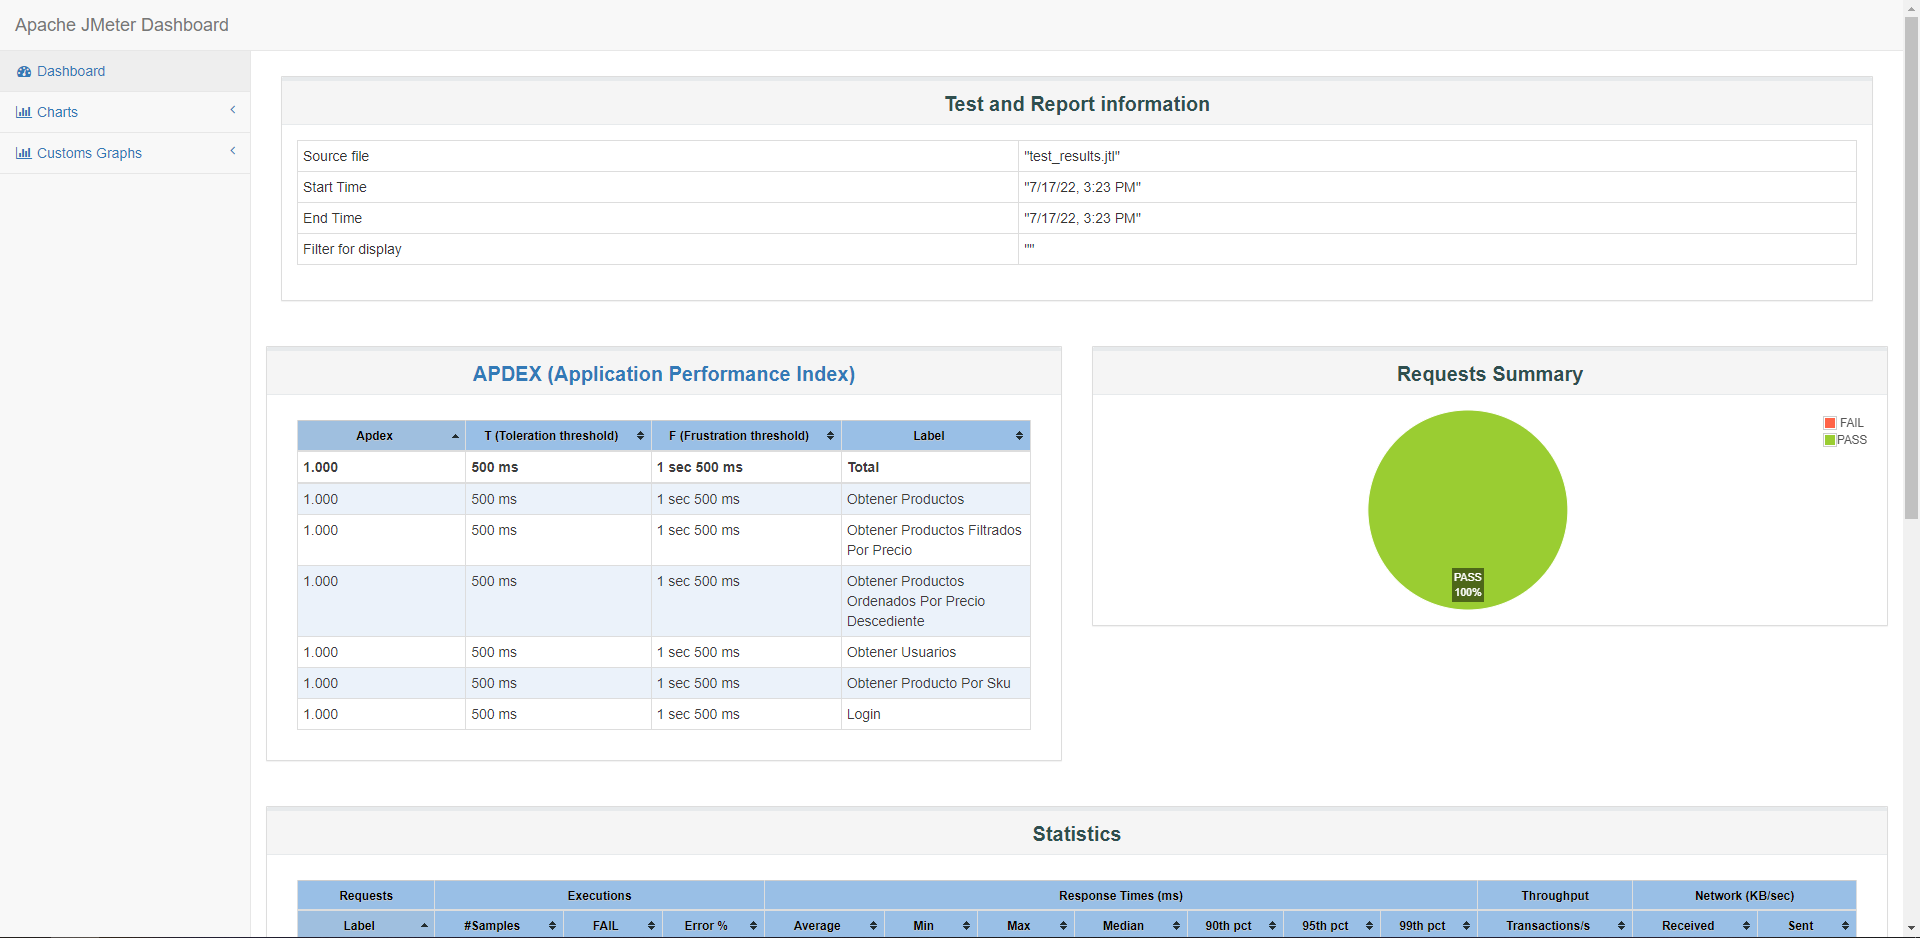 Apache JMeter Dashboard
Dashboard
Charts
Customs Graphs
Test and Report information
Source file "test_results.jtl"
Start Time "7/17/22, 3:23 PM"
End Time "7/17/22, 3:23 PM"
Filter for display ""
APDEX (Application Performance Index)
Apdex T (Toleration threshold) F (Frustration threshold) Label
1.000 500 ms 1 sec 500 ms Total
1.000 500 ms 1 sec 500 ms Obtener Productos
1.000 500 ms 1 sec 500 ms Obtener Productos Filtrados
Por Precio
1.000 500 ms 1 sec 500 ms Obtener Productos
Ordenados Por Precio
Descediente
1.000 500 ms 1 sec 500 ms Obtener Usuarios
1.000 500 ms 1 sec 500 ms Obtener Producto Por Sku
1.000 500 ms 1 sec 500 ms Login
Requests Summary
FAIL
PASS
PASS
100%
Statistics
Requests Executions Response Times (ms) Throughput Network (KB/sec)
Label #Samples FAIL Error % Average Min Max Median 90th pct 95th pct 99th pct Transactions/s Received Sent